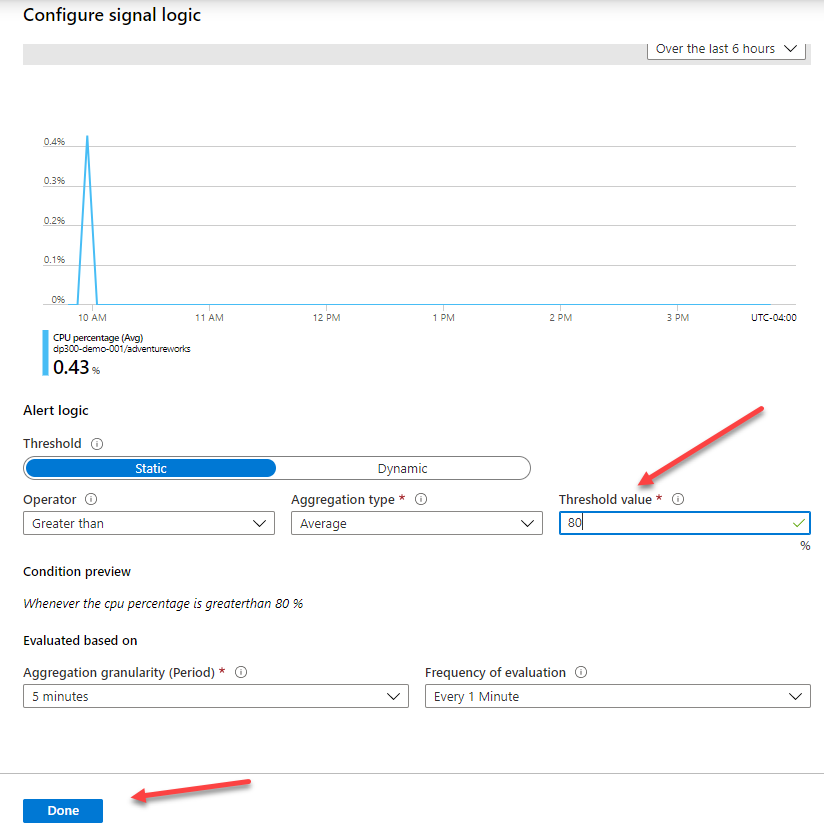 Configure signal logic
Over the last 6 hours
0.4%
0.3%
0.2%
0.1%
0%
10 AM 11 AM 12 PM 1 PM 2 PM 3 PM UTC-04:00
CPU percentage (Avg)
dp300-demo-001/adventureworks
0.43 %
Alert logic
Threshold
Static Dynamic
Operator Aggregation type * Threshold value *
Greater than Average 80
%
Condition preview
Whenever the cpu percentage is greaterthan 80 %
Evaluated based on
Aggregation granularity (Period) * Frequency of evaluation
5 minutes Every 1 Minute
Done